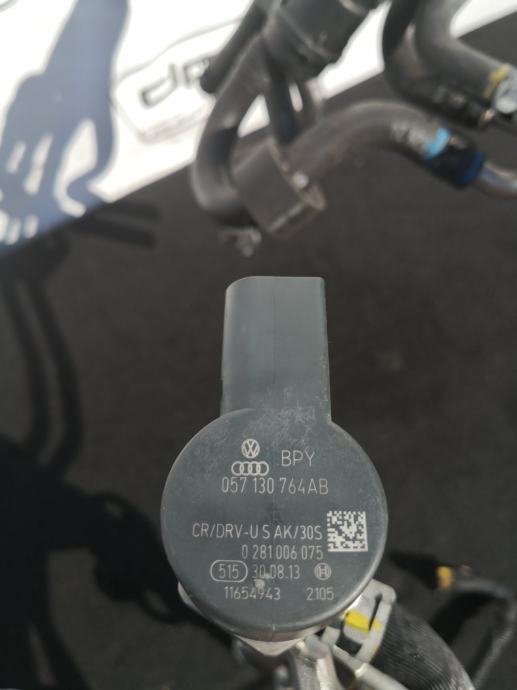 BPY
057 130 764AB
CR/DRV-U S AK/30S
0 281 006 075
515 30.08.13
11654943 2105